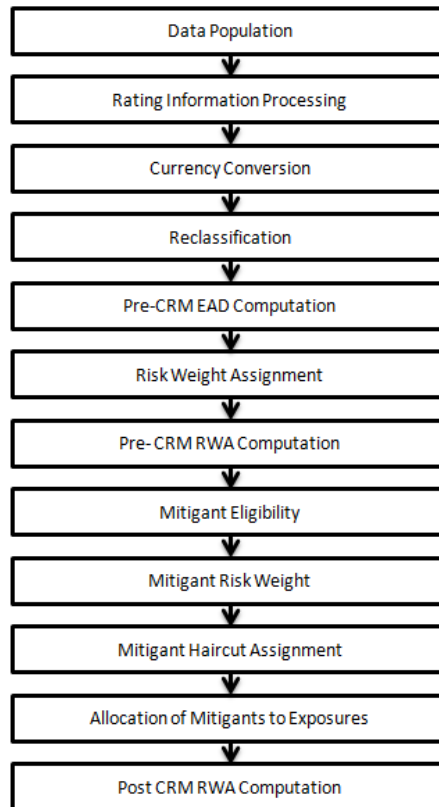 Data Population
Rating Information Processing
Currency Conversion
Reclassification
Pre-CRM EAD Computation
Risk Weight Assignment
Pre- CRM RWA Computation
Mitigant Eligibility
Mitigant Risk Weight
Mitigant Haircut Assignment
Allocation of Mitigants to Exposures
Post CRM RWA Computation